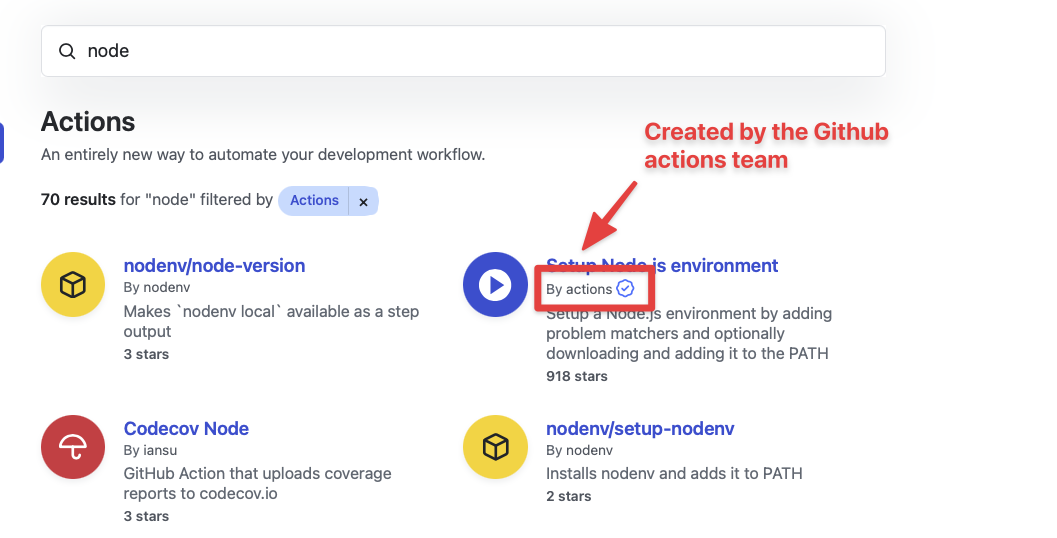 node
Actions
An entirely new way to automate your development workflow.
70 results for "node" filtered by Actions ×
Created by the Github
actions team
nodenv/node-version
By nodenv
Makes `nodenv local` available as a step
output
3 stars
Setup Node.js environment
By actions
Setup a Node.js environment by adding
problem matchers and optionally
downloading and adding it to the PATH
918 stars
Codecov Node
By iansu
GitHub Action that uploads coverage
reports to codecov.io
3 stars
nodenv/setup-nodenv
By nodenv
Installs nodenv and adds it to PATH
2 stars